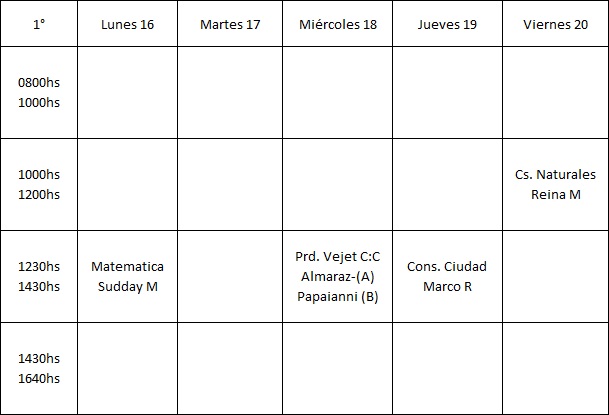 1° Lunes 16 Martes 17 Miércoles 18 Jueves 19 Viernes 20
0800hs
1000hs
1000hs
1200hs
Cs. Naturales
Reina M
1230hs
1430hs
Matematica
Sudday M
Prd. Vejet C:C
Almaraz-(A)
Papaianni (B)
Cons. Ciudad
Marco R
1430hs
1640hs